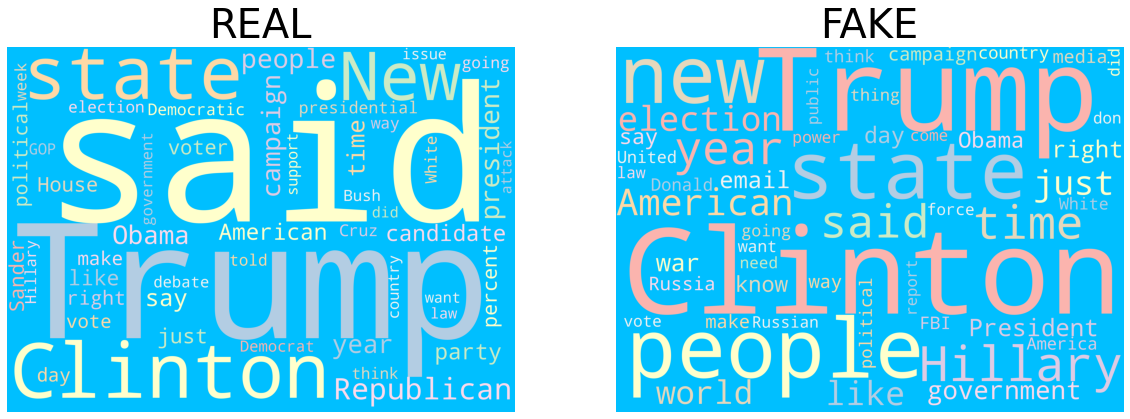 REAL
FAKE
state
people
New
issue
going
week
political
election
Democratic
campaign
presidential
way
president
said
GOP
government
voter
support
time
White
attack
House
Bush
did
Obama
American
Cruz
candidate
Trump
Sander
Hillary
make
like
right
say
debate
told
country
want
law
percent
vote
just
Democrat
year
party
Clinton
day
think
Republican
new
Trump
think
campaign
country
media
did
election
public
thing
don
say
year
power
day
come
Obama
right
United
law
state
Donald
email
just
American
White
said
force
time
Clinton
going
want
need
war
Russia
know
way
report
vote
make
Russian
political
FBI
President
America
people
Hillary
world
like
government